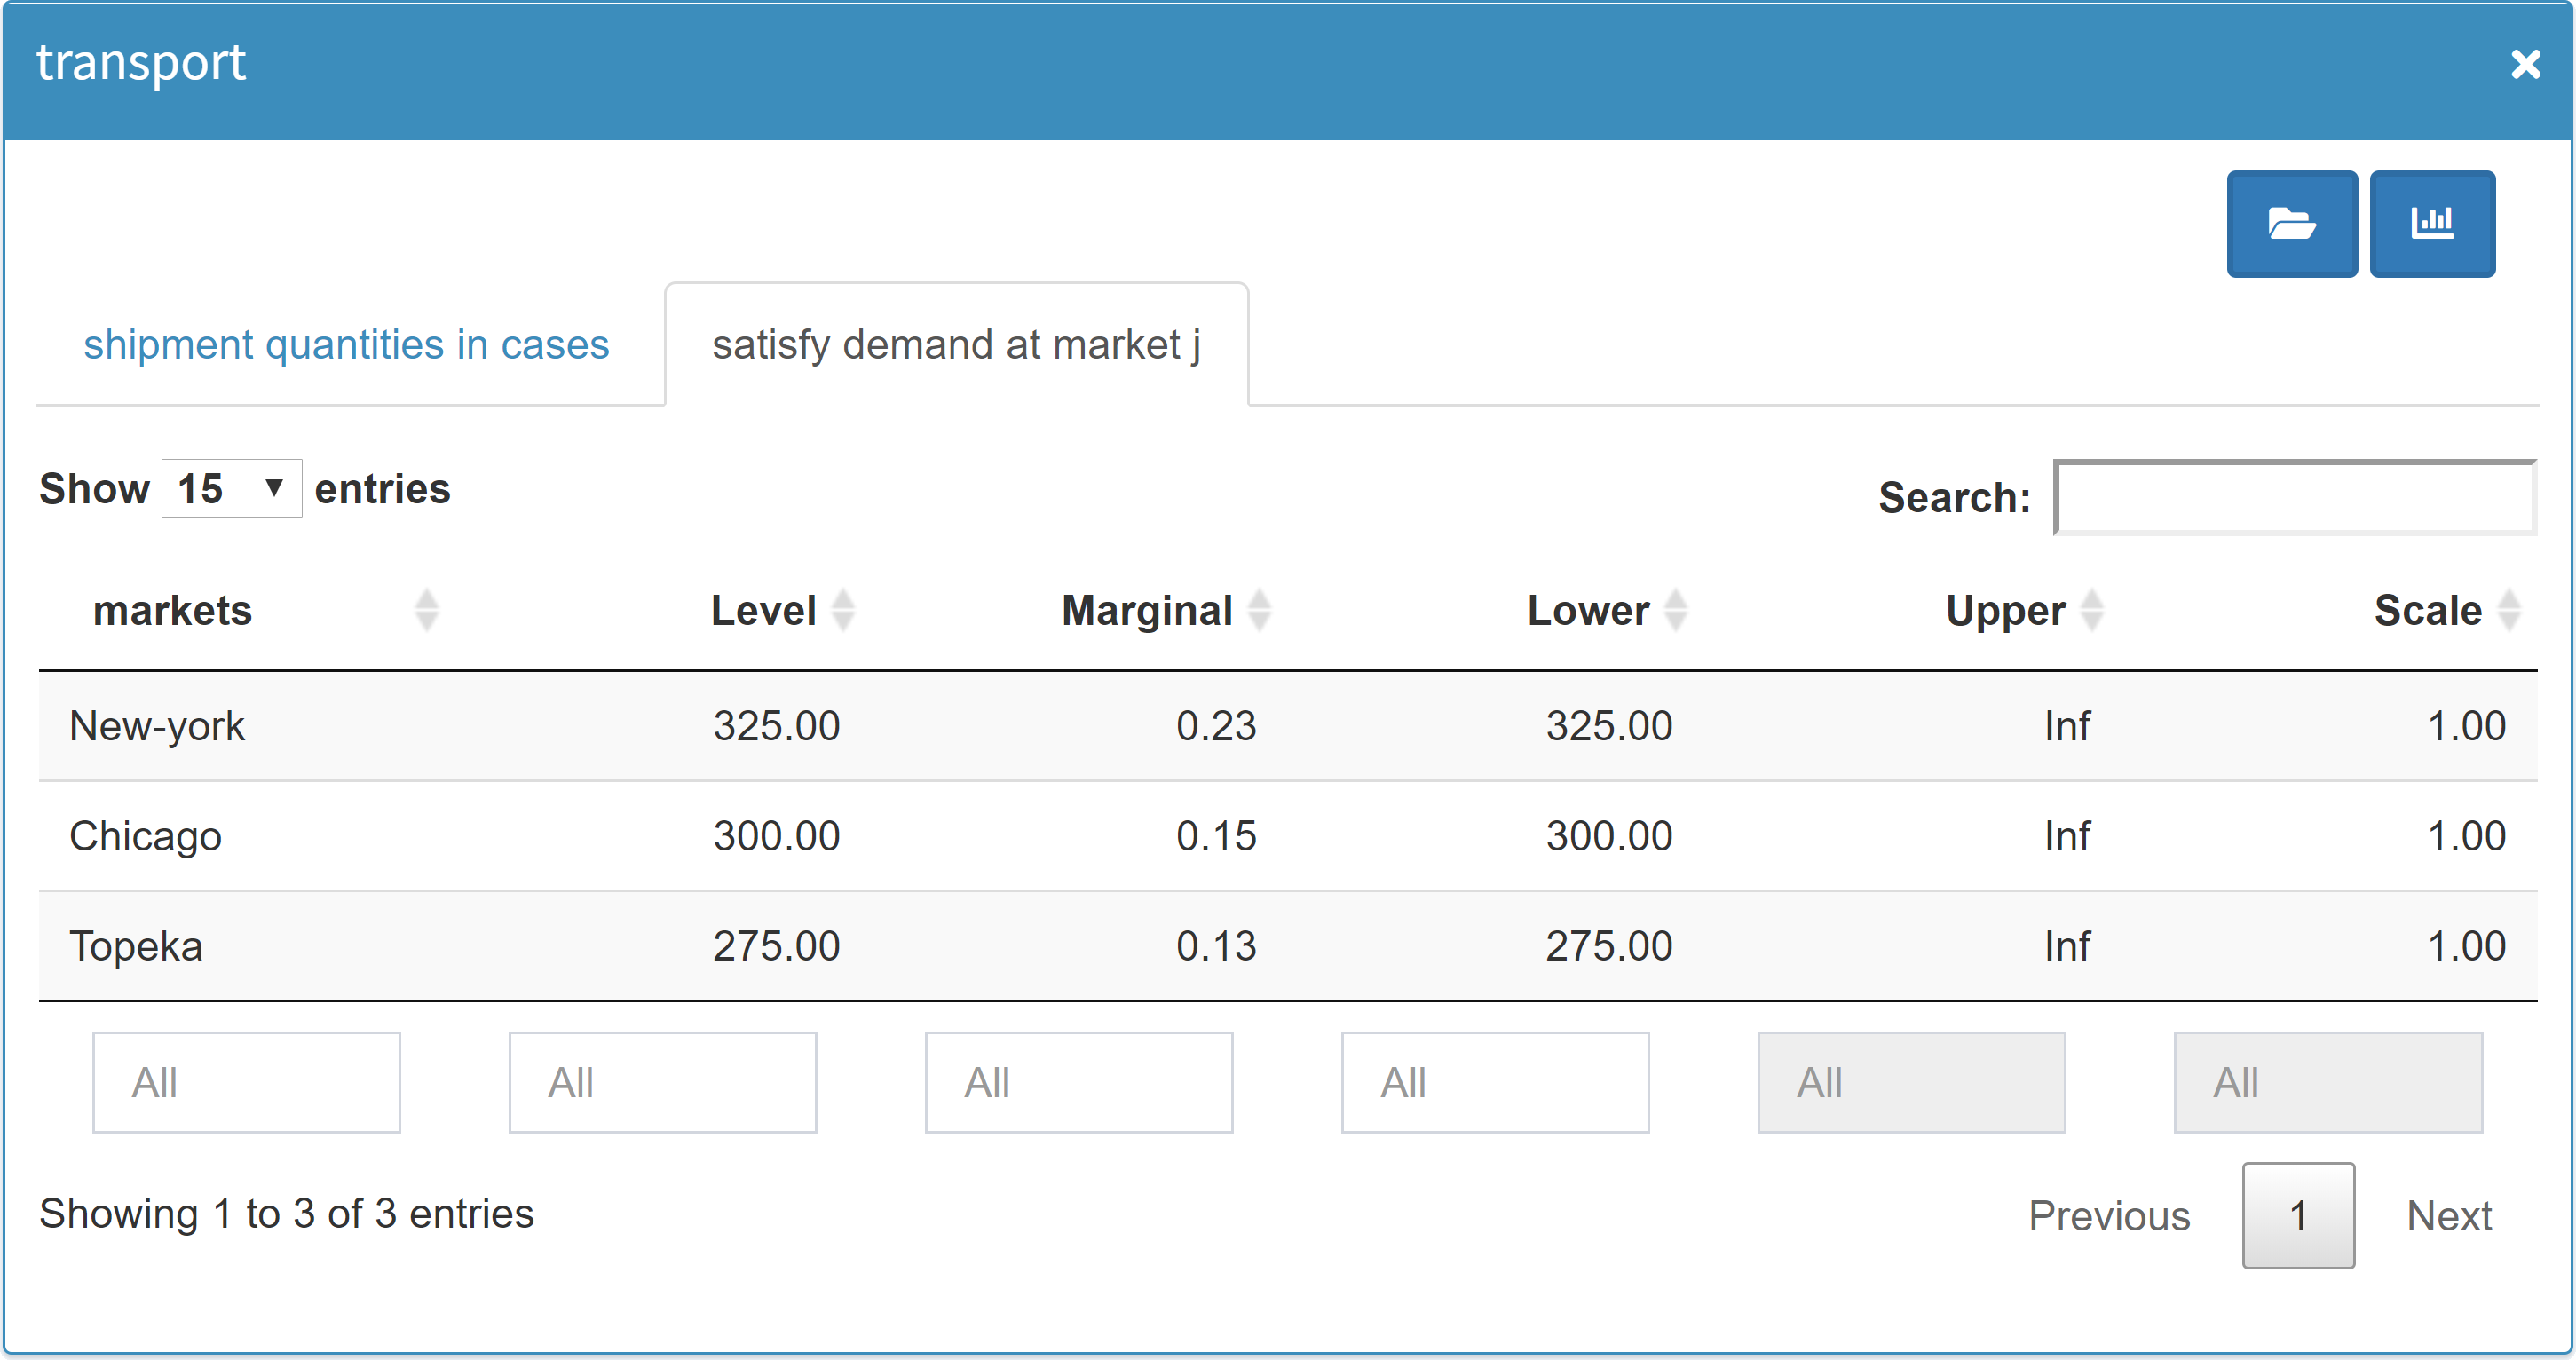 transport
shipment quantities in cases satisfy demand at market j
Show 15 entries Search:
markets Level Marginal Lower Upper Scale
New-york 325.00 0.23 325.00 Inf 1.00
Chicago 300.00 0.15 300.00 Inf 1.00
Topeka 275.00 0.13 275.00 Inf 1.00
All All All All All All
Showing 1 to 3 of 3 entries Previous 1 Next